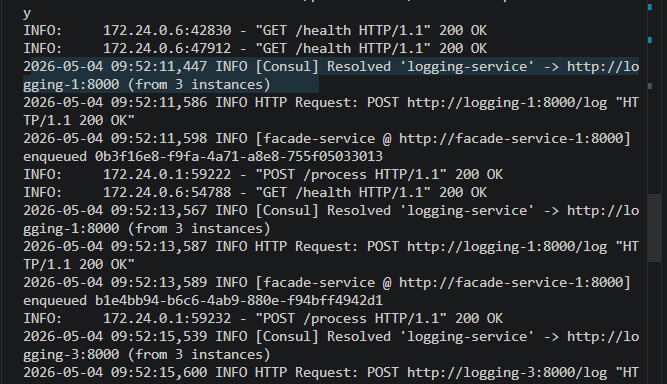 y
INFO:     172.24.0.6:42830 - "GET /health HTTP/1.1" 200 OK
INFO:     172.24.0.6:47912 - "GET /health HTTP/1.1" 200 OK
2026-05-04 09:52:11,447 INFO [Consul] Resolved 'logging-service' -> http://lo
gging-1:8000 (from 3 instances)
2026-05-04 09:52:11,586 INFO HTTP Request: POST http://logging-1:8000/log "HT
TP/1.1 200 OK"
2026-05-04 09:52:11,598 INFO [facade-service @ http://facade-service-1:8000]
enqueued 0b3f16e8-f9fa-4a71-a8e8-755f05033013
INFO:     172.24.0.1:59222 - "POST /process HTTP/1.1" 200 OK
INFO:     172.24.0.6:54788 - "GET /health HTTP/1.1" 200 OK
2026-05-04 09:52:13,567 INFO [Consul] Resolved 'logging-service' -> http://lo
gging-1:8000 (from 3 instances)
2026-05-04 09:52:13,587 INFO HTTP Request: POST http://logging-1:8000/log "HT
TP/1.1 200 OK"
2026-05-04 09:52:13,589 INFO [facade-service @ http://facade-service-1:8000]
enqueued b1e4bb94-b6c6-4ab9-880e-f94bff4942d1
INFO:     172.24.0.1:59232 - "POST /process HTTP/1.1" 200 OK
2026-05-04 09:52:15,539 INFO [Consul] Resolved 'logging-service' -> http://lo
gging-3:8000 (from 3 instances)
2026-05-04 09:52:15,600 INFO HTTP Request: POST http://logging-3:8000/log "HT